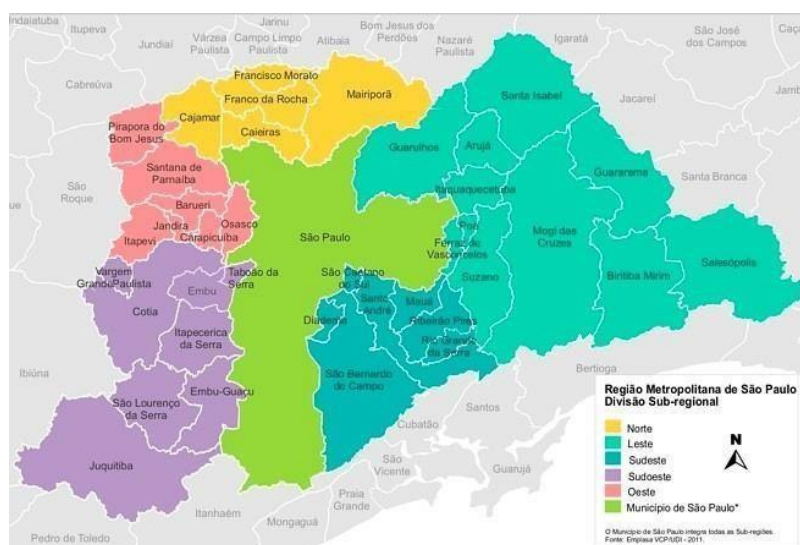 Indaiatuba
Itupeva
Jundiaí
Várzea
Paulista
Jarinu
Campo Limpo
Paulista
Atibaia
Bom Jesus dos
Perdões
Nazaré
Paulista
Igaratá
São José
dos Campos
Cabreúva
Jacareí
Santa Branca
São
Roque
Ibiúna
Pedro de Toledo
Itanhaém
Mongaguá
Praia
Grande
São
Vicente
Cubatão
Santos
Guarujá
Bertioga
Francisco Morato
Franco da Rocha
Mairiporã
Cajamar
Caieiras
Pirapora do
Bom Jesus
Santana de
Parnaíba
Barueri
Osasco
Jandira
Carapicuíba
Itapevi
Santa Isabel
Guarulhos
Arujá
Itaquaquecetuba
Guararema
Poá
Ferraz de
Vasconcelos
Mogi das
Cruzes
Suzano
Biritiba Mirim
Salesópolis
São Paulo
Vargem
Grande Paulista
Taboão da
Serra
Embu
Cotia
Itapecerica
da Serra
Embu-Guaçu
São Lourenço
da Serra
Juquitiba
São Caetano
do Sul
Santo
André
Mauá
Diadema
Ribeirão Pires
Rio Grande
da Serra
São Bernardo
do Campo
Região Metropolitana de São Paulo
Divisão Sub-regional
Norte
Leste
Sudeste
Sudoeste
Oeste
Município de São Paulo*
N
O Município de São Paulo integra todas as Sub-regiões.
Fonte: Emplasa VCP/UDI - 2011.